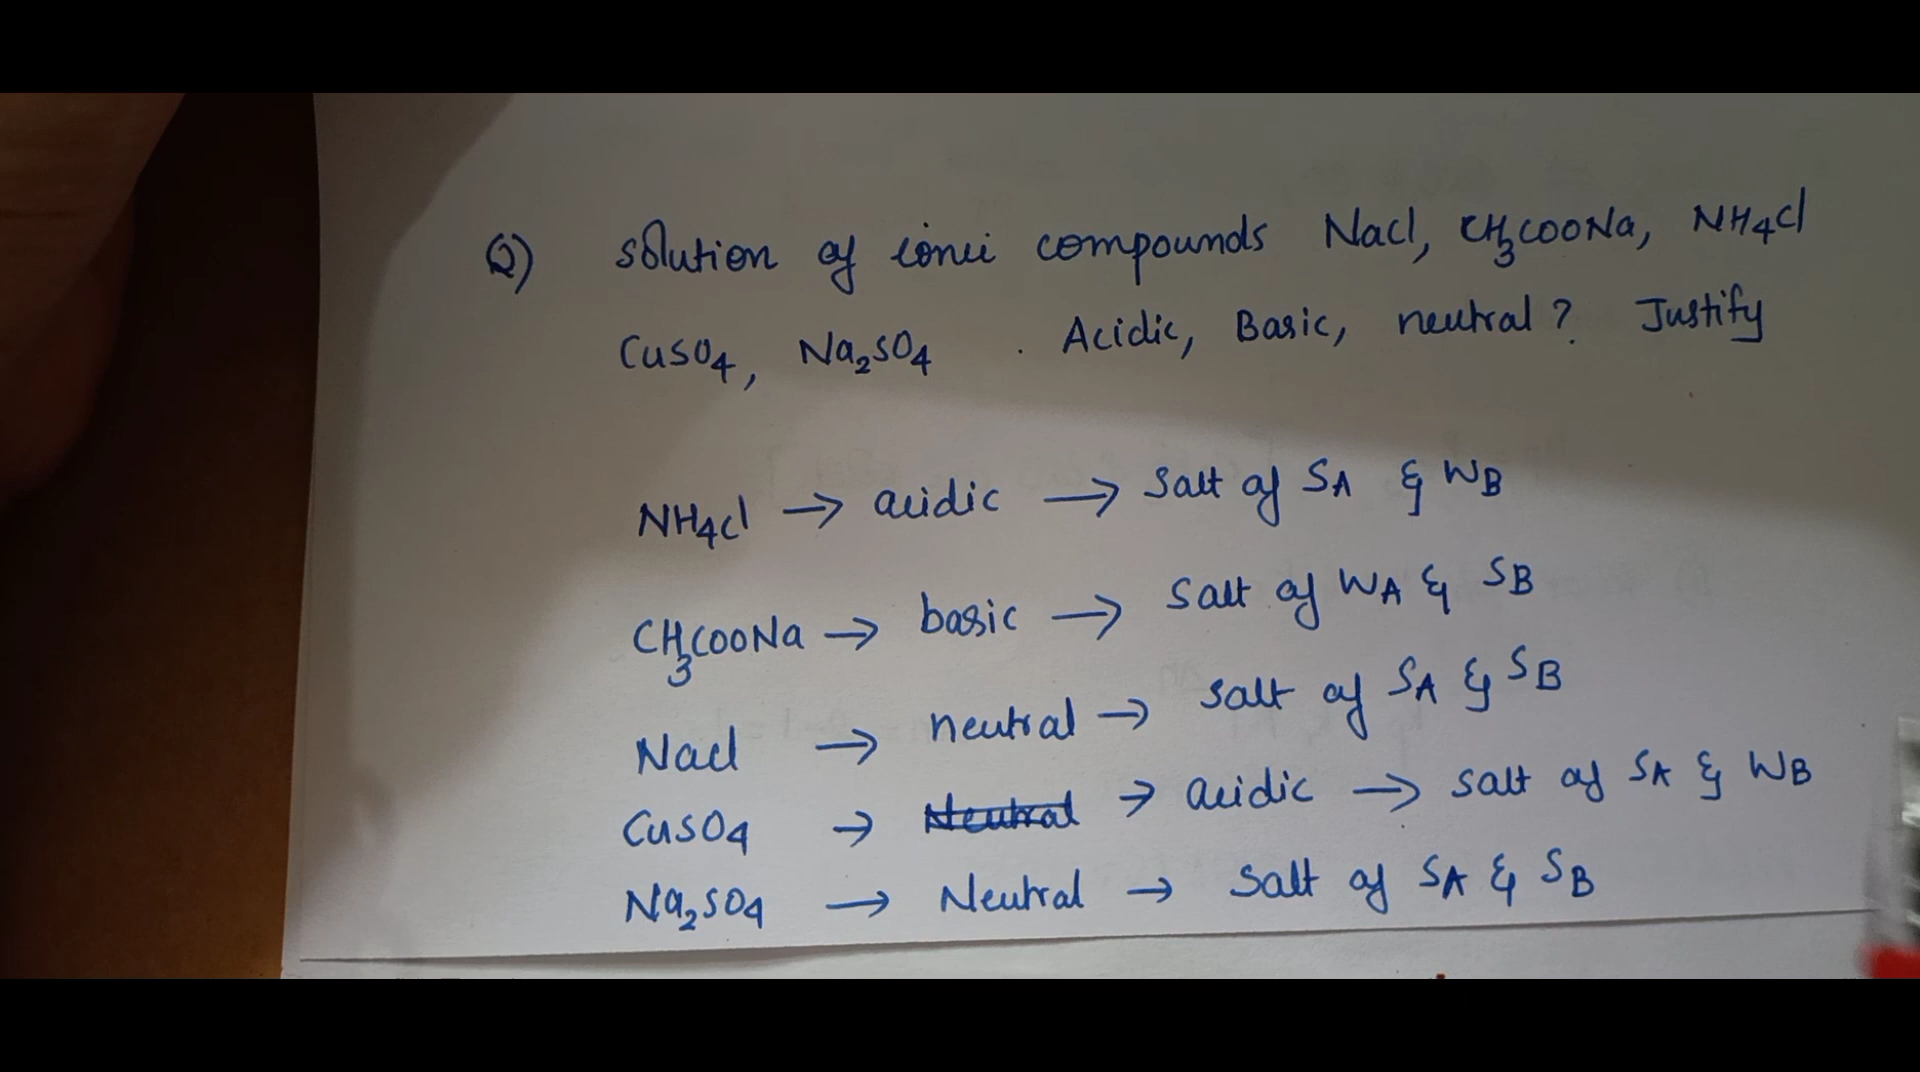 Q) Solution of ionic compounds NaCl, CH3COONa, NH4Cl
CuSO4, Na2SO4 . Acidic, Basic, neutral? Justify
NH4Cl → acidic → Salt of SA & WB
CH3COONa → basic → Salt of WA & SB
NaCl → neutral → Salt of SA & SB
CuSO4 → Neutral → acidic → Salt of SA & WB
Na2SO4 → Neutral → Salt of SA & SB